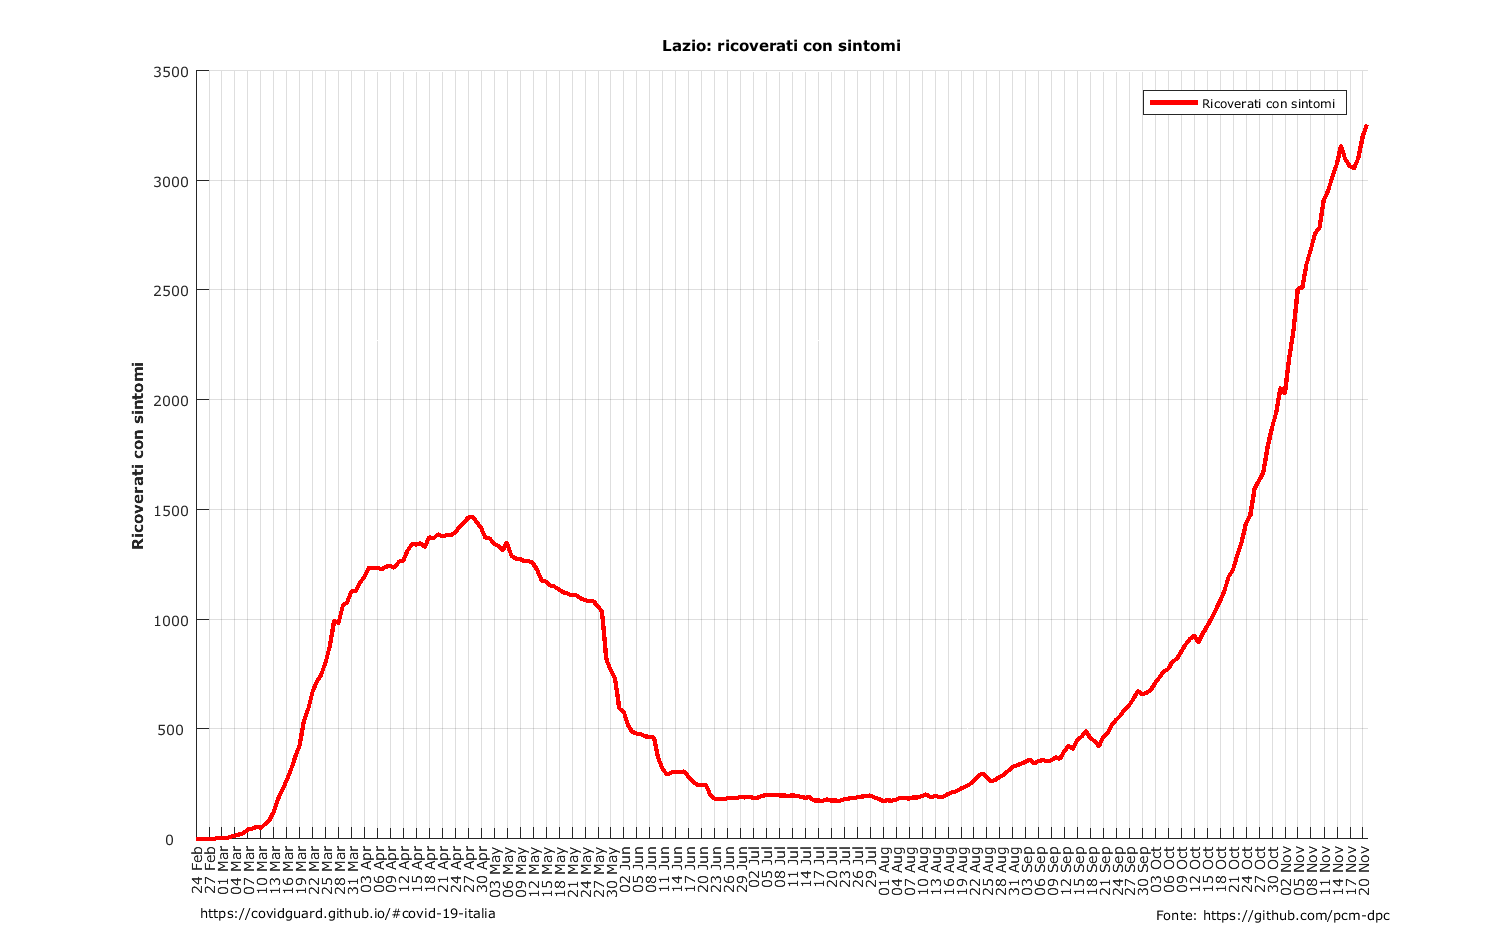 Lazio: ricoverati con sintomi
3500
3000
2500
2000
1500
1000
500
0
Ricoverati con sintomi
Ricoverati con sintomi
24 Feb
27 Feb
01 Mar
04 Mar
07 Mar
10 Mar
13 Mar
16 Mar
19 Mar
22 Mar
25 Mar
28 Mar
31 Mar
03 Apr
06 Apr
09 Apr
12 Apr
15 Apr
18 Apr
21 Apr
24 Apr
27 Apr
30 Apr
03 May
06 May
09 May
12 May
15 May
18 May
21 May
24 May
27 May
30 May
02 Jun
05 Jun
08 Jun
11 Jun
14 Jun
17 Jun
20 Jun
23 Jun
26 Jun
29 Jun
02 Jul
05 Jul
08 Jul
11 Jul
14 Jul
17 Jul
20 Jul
23 Jul
26 Jul
29 Jul
01 Aug
04 Aug
07 Aug
10 Aug
13 Aug
16 Aug
19 Aug
22 Aug
25 Aug
28 Aug
31 Aug
03 Sep
06 Sep
09 Sep
12 Sep
15 Sep
18 Sep
21 Sep
24 Sep
27 Sep
30 Sep
03 Oct
06 Oct
09 Oct
12 Oct
15 Oct
18 Oct
21 Oct
24 Oct
27 Oct
30 Oct
02 Nov
05 Nov
08 Nov
11 Nov
14 Nov
17 Nov
20 Nov
https://covidguard.github.io/#covid-19-italia
Fonte: https://github.com/pcm-dpc